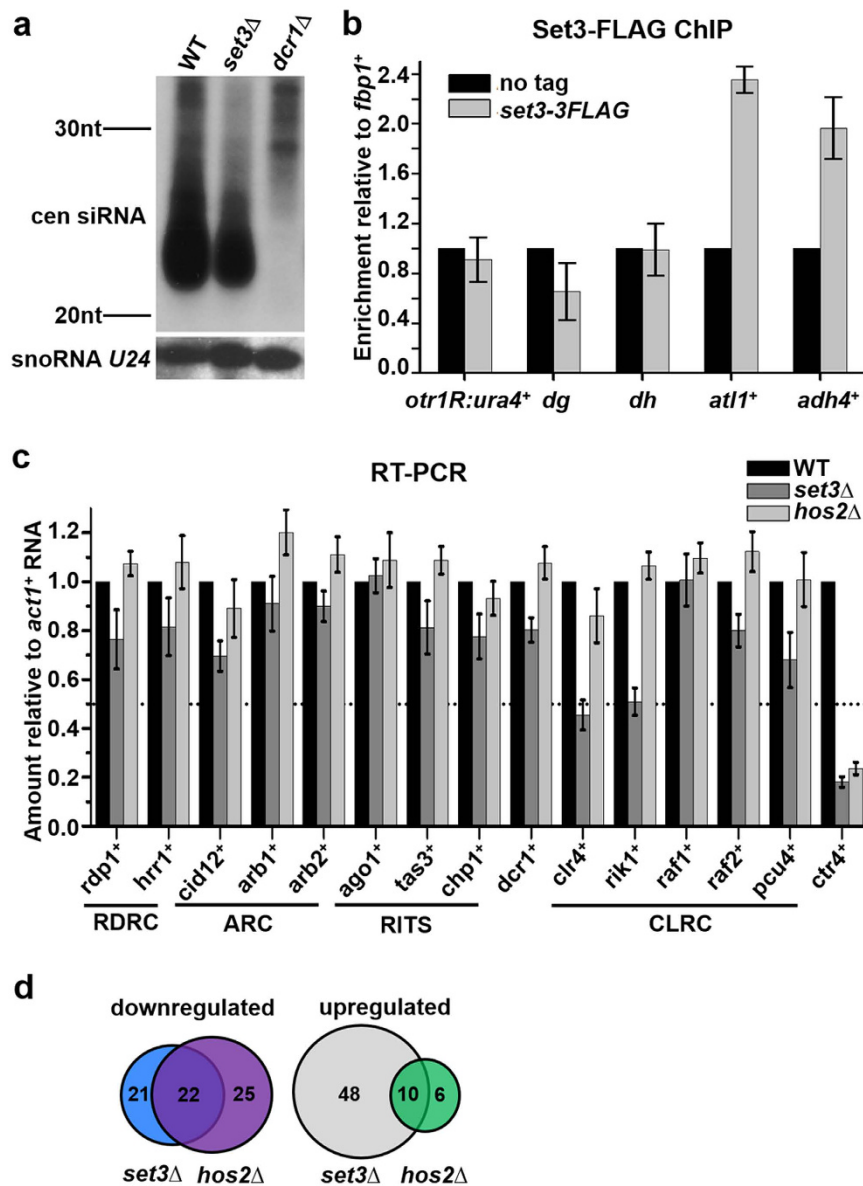 a
WT
set3Δ
dcr1Δ
30nt
cen siRNA
20nt
snoRNA U24
b
Set3-FLAG ChIP
no tag
set3-3FLAG
Enrichment relative to fbp1⁺
2.4
2.0
1.6
1.2
0.8
0.4
0.0
otr1R:ura4⁺
dg
dh
atl1⁺
adh4⁺
c
RT-PCR
WT
set3Δ
hos2Δ
Amount relative to act1⁺ RNA
1.2
1.0
0.8
0.6
0.4
0.2
0.0
rdp1⁺
hrr1⁺
cid12⁺
arb1⁺
arb2⁺
ago1⁺
tas3⁺
chp1⁺
dcr1⁺
clr4⁺
rik1⁺
raf1⁺
raf2⁺
pcu4⁺
ctr4⁺
RDRC
ARC
RITS
CLRC
d
downregulated
upregulated
21
22
25
48
10
6
set3Δ
hos2Δ
set3Δ
hos2Δ